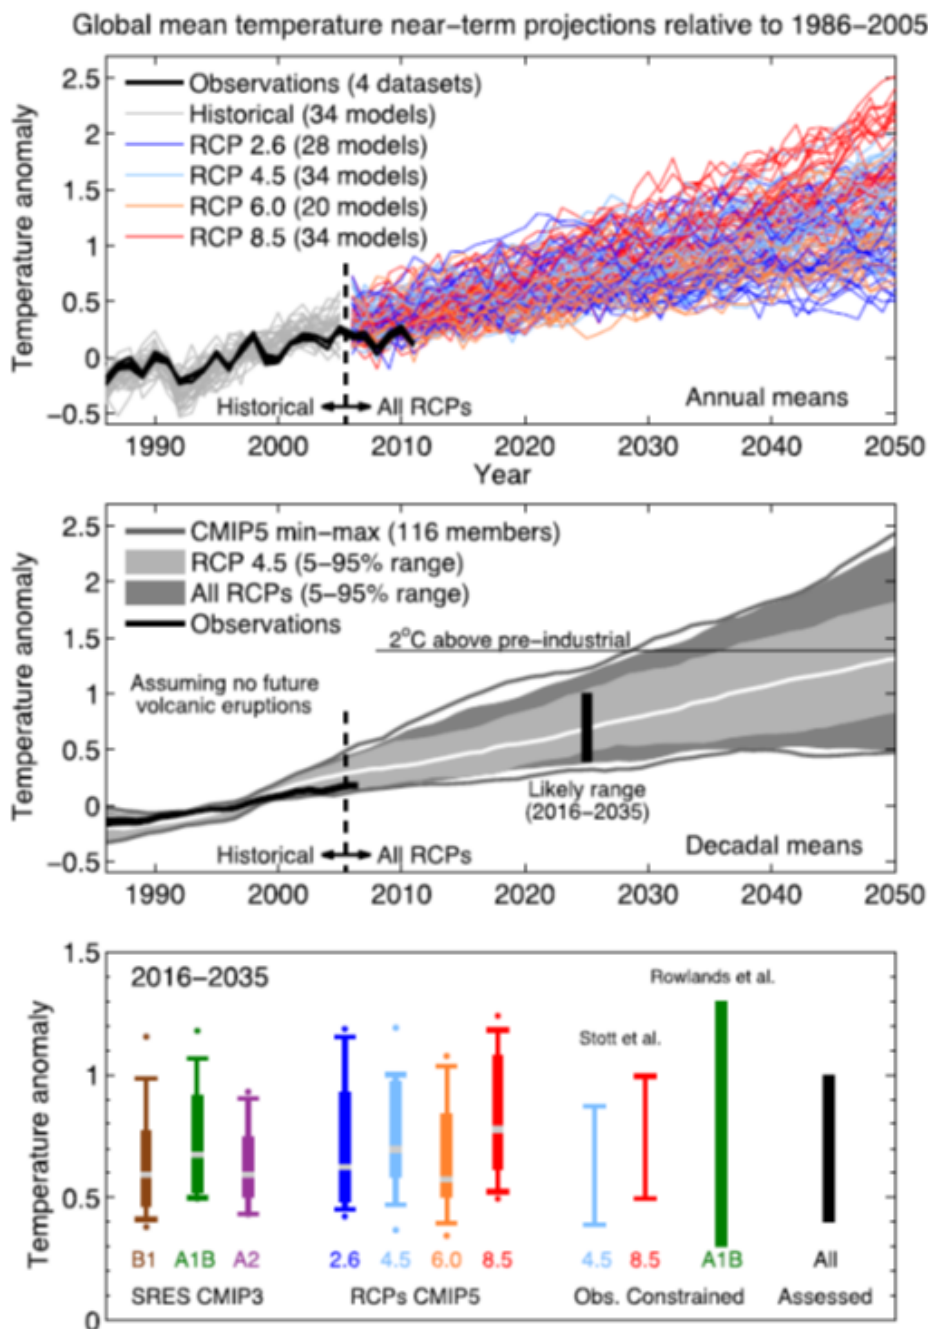 Global mean temperature near-term projections relative to 1986-2005
Temperature anomaly
2.5
2
1.5
1
0.5
0
-0.5
Observations (4 datasets)
Historical (34 models)
RCP 2.6 (28 models)
RCP 4.5 (34 models)
RCP 6.0 (20 models)
RCP 8.5 (34 models)
Historical All RCPs
Annual means
1990 2000 2010 2020 2030 2040 2050
Year
Temperature anomaly
2.5
2
1.5
1
0.5
0
-0.5
CMIP5 min-max (116 members)
RCP 4.5 (5-95% range)
All RCPs (5-95% range)
Observations
2°C above pre-industrial
Assuming no future
volcanic eruptions
Likely range
(2016-2035)
Historical All RCPs
Decadal means
1990 2000 2010 2020 2030 2040 2050
Temperature anomaly
1.5
1
0.5
0
2016-2035
Rowlands et al.
Stott et al.
B1 A1B A2 2.6 4.5 6.0 8.5 4.5 8.5 A1B All
SRES CMIP3 RCPs CMIP5 Obs. Constrained Assessed